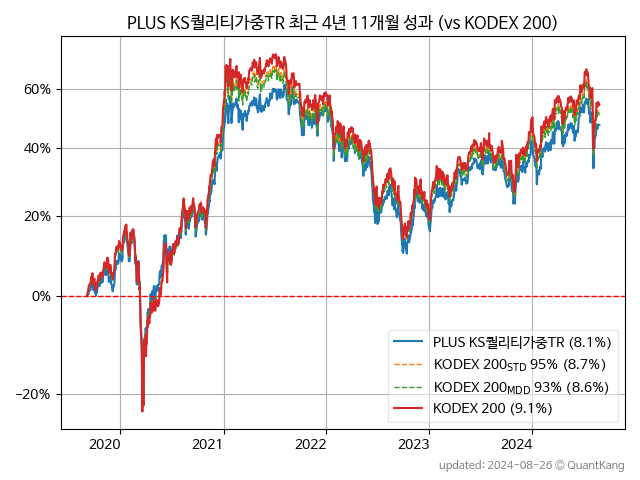 PLUS KS퀄리티가중TR 최근 4년 11개월 성과 (vs KODEX 200)
60%
40%
20%
0%
−20%
PLUS KS퀄리티가중TR (8.1%)
KODEX 200STD 95% (8.7%)
KODEX 200MDD 93% (8.6%)
KODEX 200 (9.1%)
2020 2021 2022 2023 2024
updated: 2024-08-26 © QuantKang